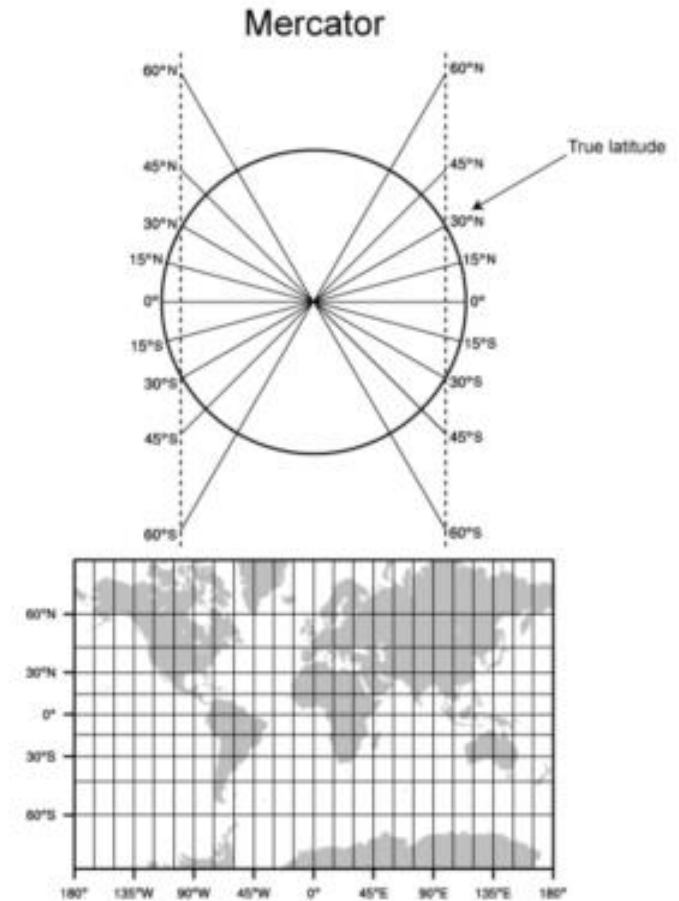 Mercator
60°N 60°N
True latitude
45°N 45°N
30°N 30°N
15°N 15°N
0° 0°
15°S 15°S
30°S 30°S
45°S 45°S
60°S 60°S
60°N
30°N
0°
30°S
60°S
180° 135°W 90°W 45°W 0° 45°E 90°E 135°E 180°